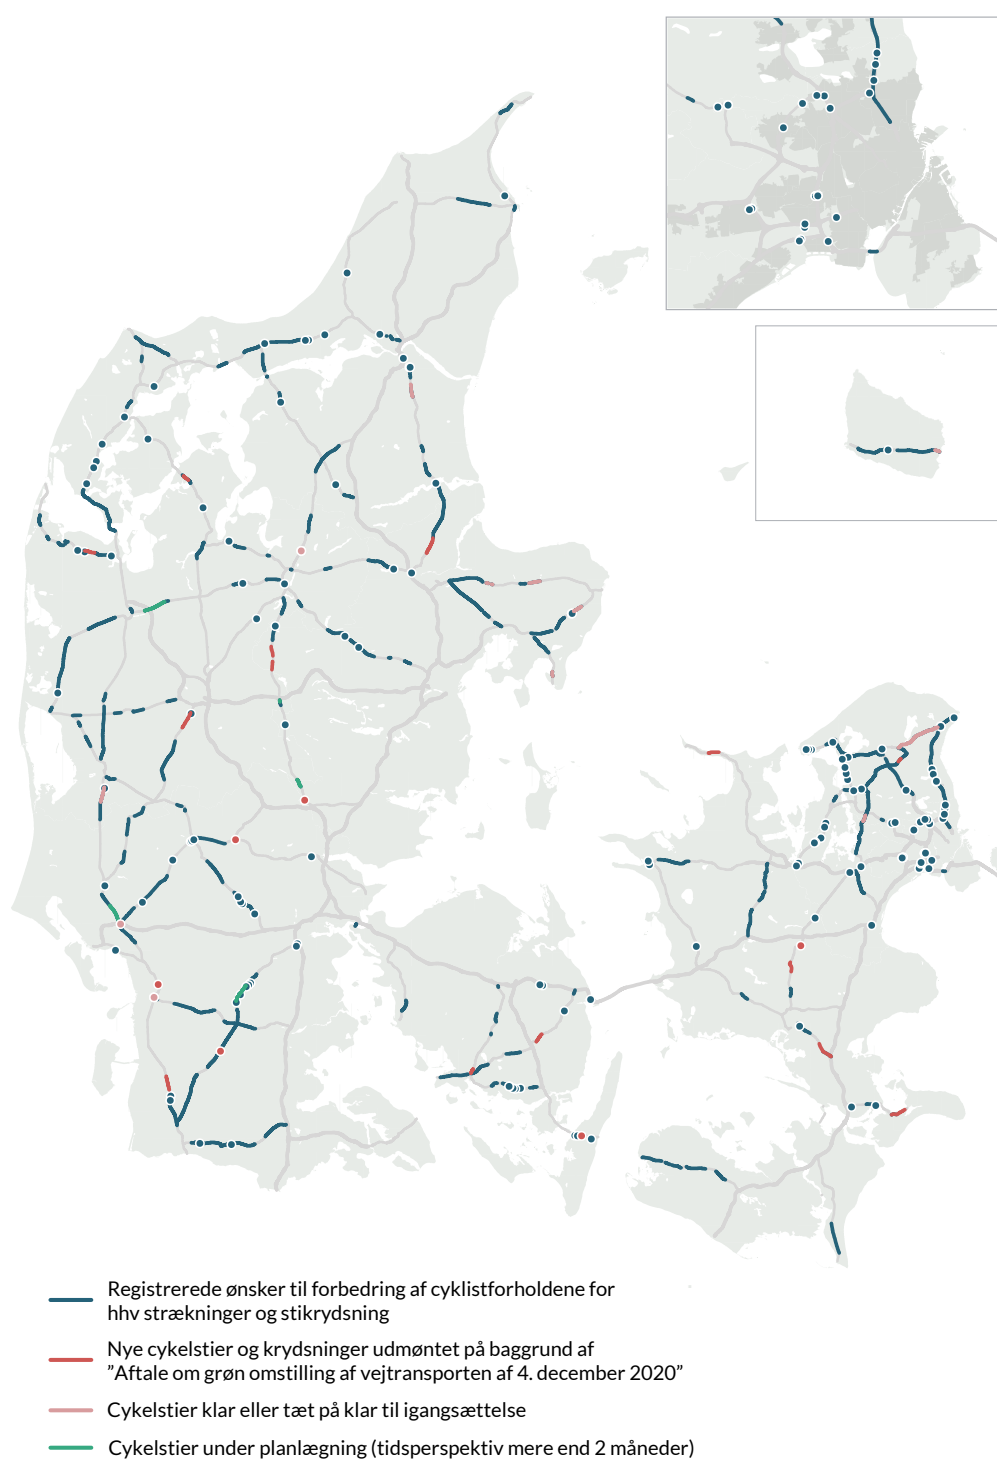 Registrerede ønsker til forbedring af cyklistforholdene for
hhv strækninger og stikrydsning
Nye cykelstier og krydsninger udmøntet på baggrund af
”Aftale om grøn omstilling af vejtransporten af 4. december 2020”
Cykelstier klar eller tæt på klar til igangsættelse
Cykelstier under planlægning (tidsperspektiv mere end 2 måneder)